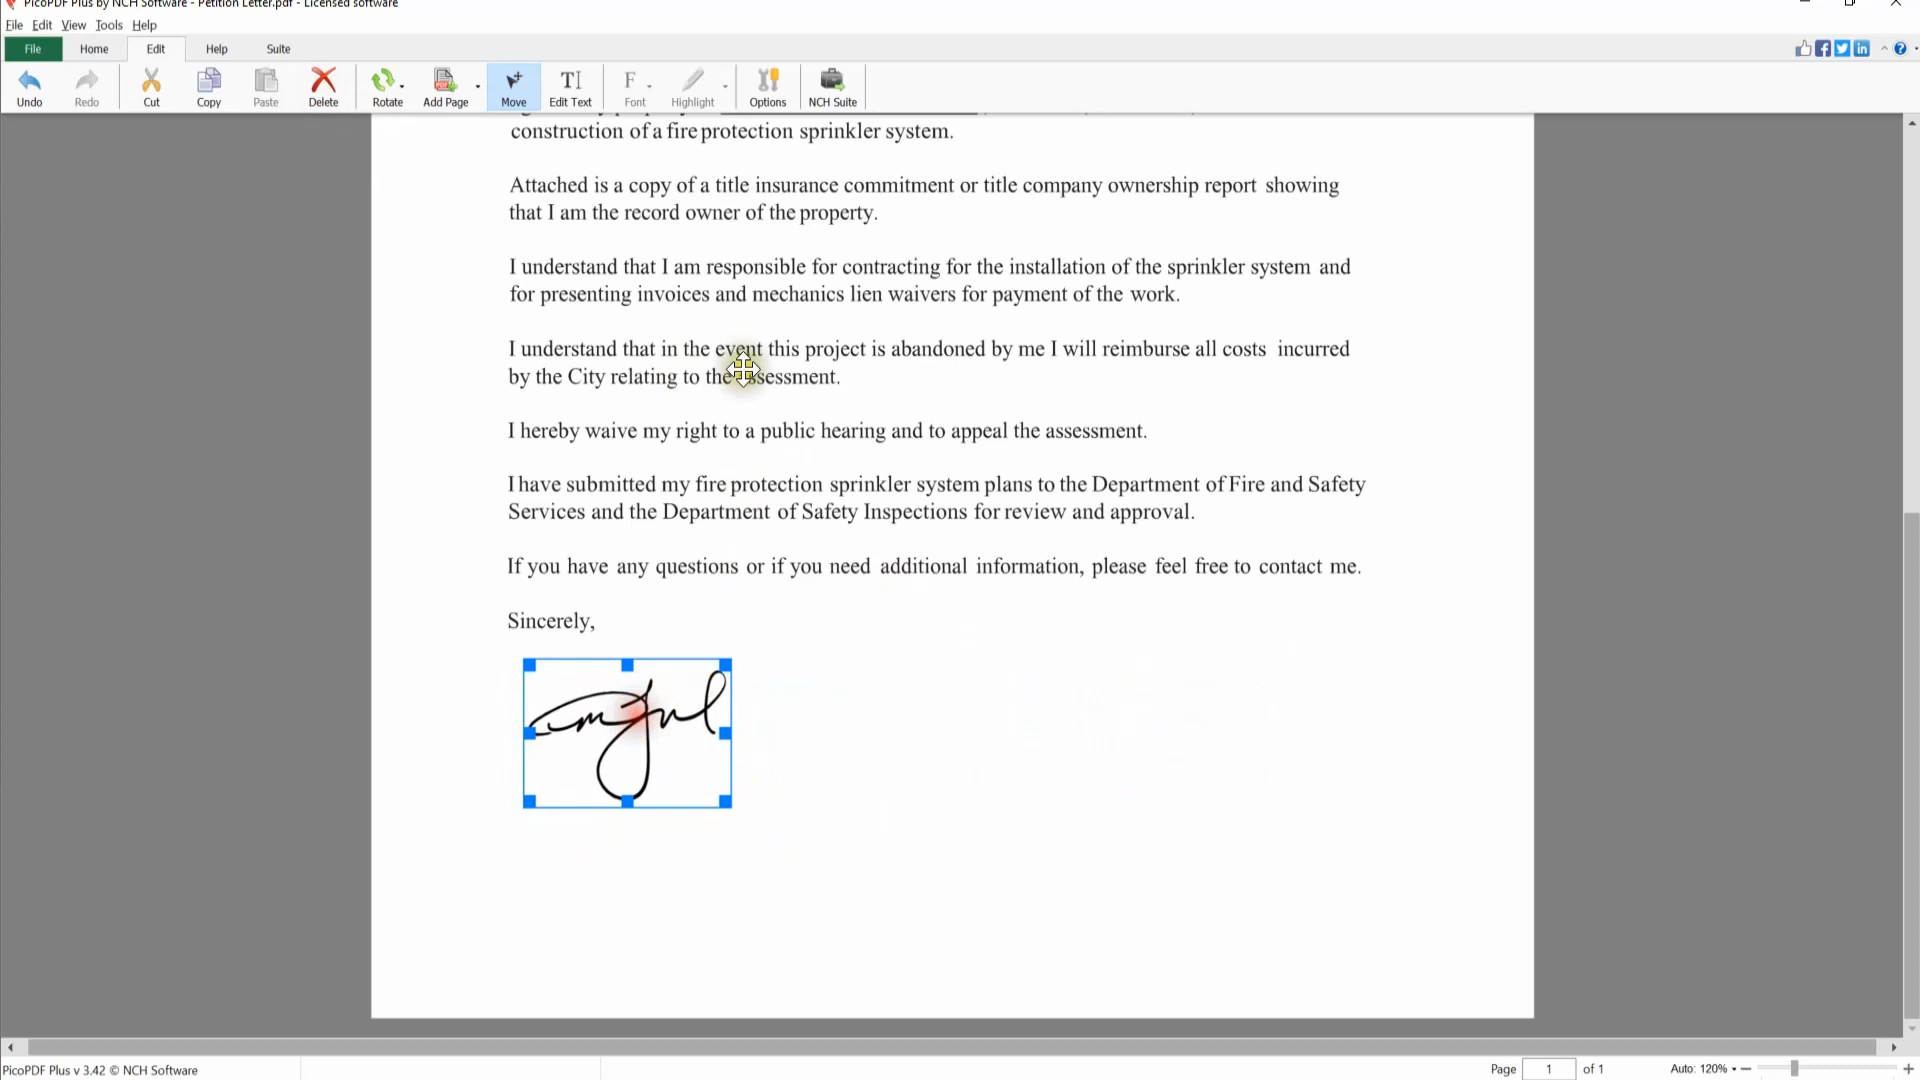 PicoPDF Plus by NCH Software - Petition Letter.pdf - Licensed software
File Edit View Tools Help
File Home Edit Help Suite
Undo Redo Cut Copy Paste Delete Rotate Add Page Move Edit Text Font Highlight Options NCH Suite
construction of a fire protection sprinkler system.
Attached is a copy of a title insurance commitment or title company ownership report showing
that I am the record owner of the property.
I understand that I am responsible for contracting for the installation of the sprinkler system and
for presenting invoices and mechanics lien waivers for payment of the work.
I understand that in the event this project is abandoned by me I will reimburse all costs incurred
by the City relating to the assessment.
I hereby waive my right to a public hearing and to appeal the assessment.
I have submitted my fire protection sprinkler system plans to the Department of Fire and Safety
Services and the Department of Safety Inspections for review and approval.
If you have any questions or if you need additional information, please feel free to contact me.
Sincerely,
PicoPDF Plus v 3.42 © NCH Software
Page 1 of 1 Auto: 120%